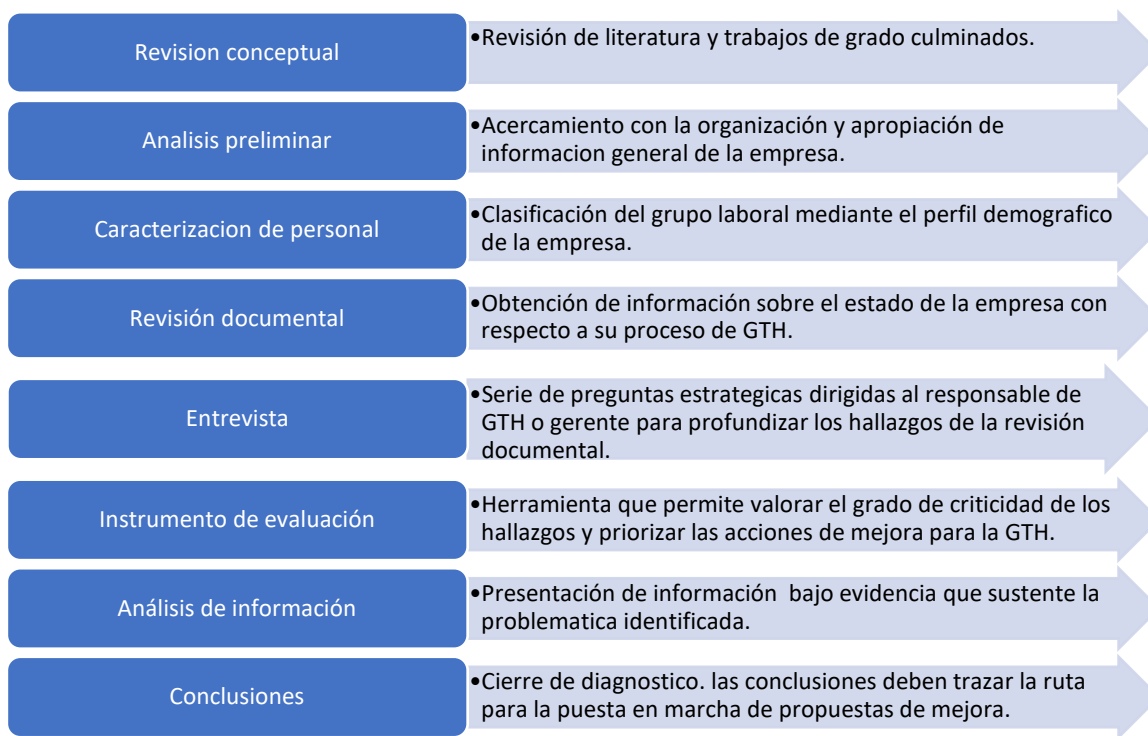 Revision conceptual
•Revisión de literatura y trabajos de grado culminados.
Analisis preliminar
•Acercamiento con la organización y apropiación de
informacion general de la empresa.
Caracterizacion de personal
•Clasificación del grupo laboral mediante el perfil demografico
de la empresa.
Revisión documental
•Obtención de información sobre el estado de la empresa con
respecto a su proceso de GTH.
Entrevista
•Serie de preguntas estrategicas dirigidas al responsable de
GTH o gerente para profundizar los hallazgos de la revisión
documental.
Instrumento de evaluación
•Herramienta que permite valorar el grado de criticidad de los
hallazgos y priorizar las acciones de mejora para la GTH.
Análisis de información
•Presentación de información  bajo evidencia que sustente la
problematica identificada.
Conclusiones
•Cierre de diagnostico. las conclusiones deben trazar la ruta
para la puesta en marcha de propuestas de mejora.